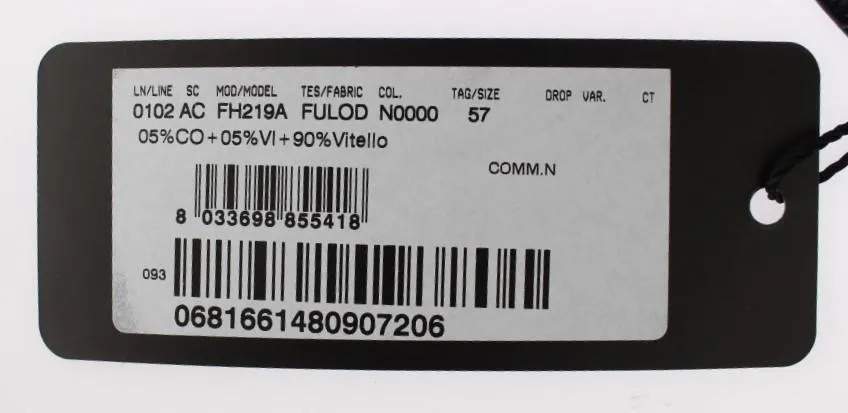 LN/LINE SC MOD/MODEL TES/FABRIC COL. TAG/SIZE DROP VAR. CT
0102 AC FH219A FULOD N0000 57
05%CO+05%VI+90%Vitello
COMM.N
8 033698 855418
093
0681661480907206